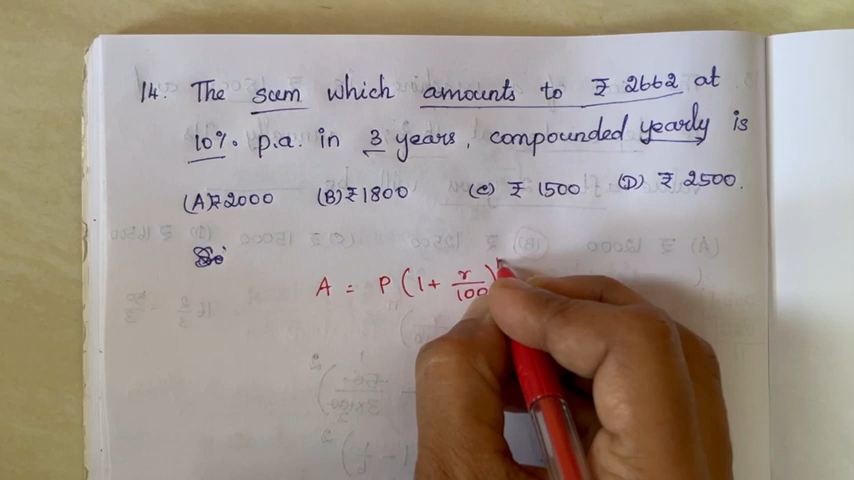 14. The sum which amounts to ₹ 2662 at
10% p.a. in 3 years, compounded yearly is
(A) ₹2000 (B) ₹1800 (C) ₹ 1500 (D) ₹ 2500.
A = P(1+ r/100)